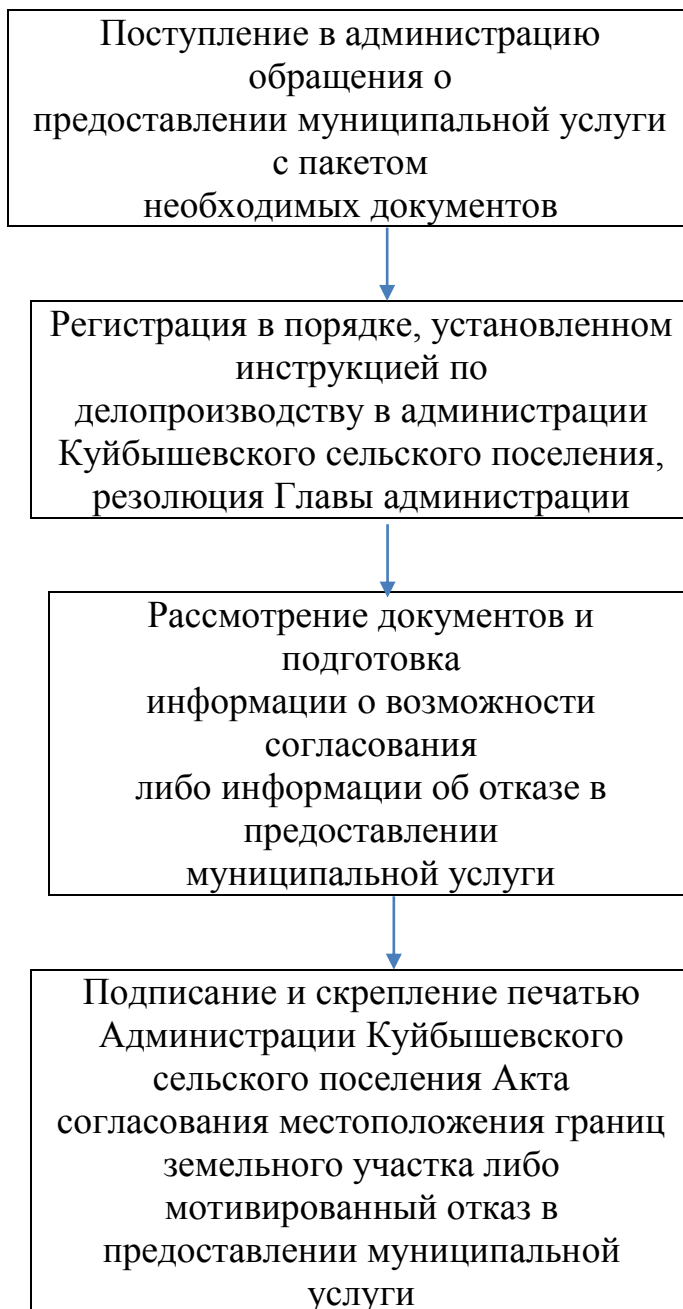 Поступление в администрацию
обращения о
предоставлении муниципальной услуги
с пакетом
необходимых документов
Регистрация в порядке, установленном
инструкцией по
делопроизводству в администрации
Куйбышевского сельского поселения,
резолюция Главы администрации
Рассмотрение документов и
подготовка
информации о возможности
согласования
либо информации об отказе в
предоставлении
муниципальной услуги
Подписание и скрепление печатью
Администрации Куйбышевского
сельского поселения Акта
согласования местоположения границ
земельного участка либо
мотивированный отказ в
предоставлении муниципальной
услуги